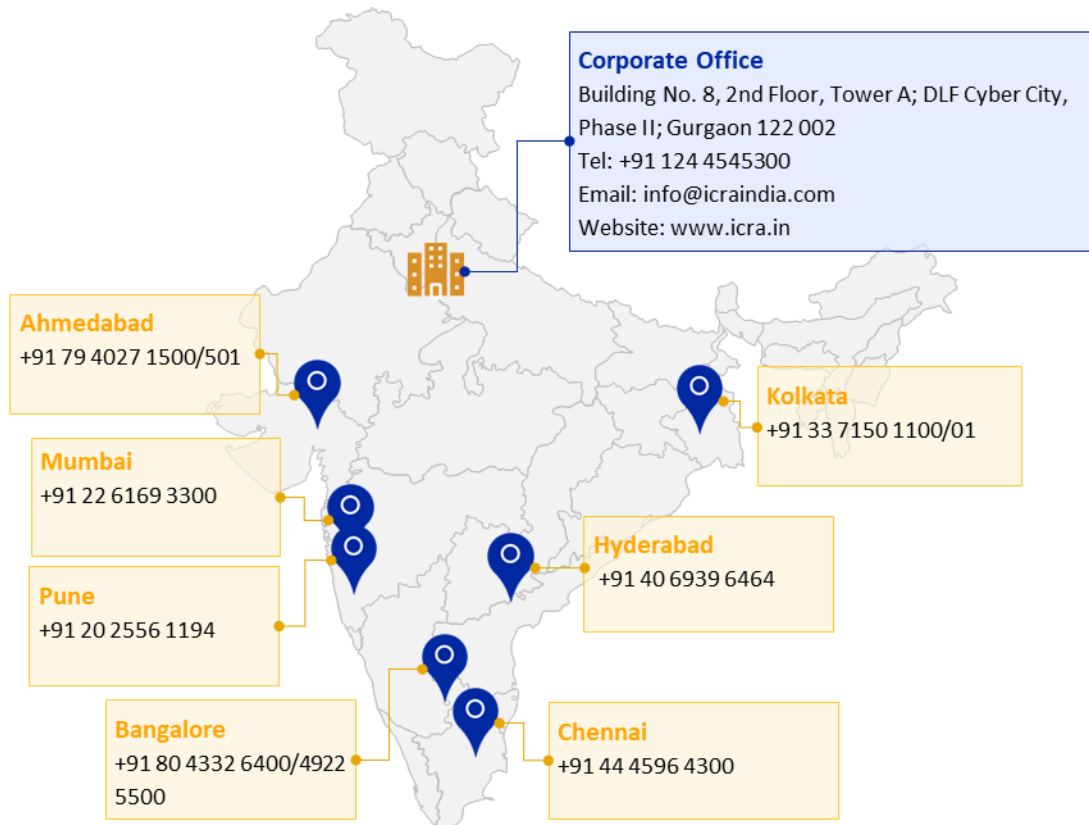 Corporate Office
Building No. 8, 2nd Floor, Tower A; DLF Cyber City,
Phase II; Gurgaon 122 002
Tel: +91 124 4545300
Email: info@icraindia.com
Website: www.icra.in
Ahmedabad
+91 79 4027 1500/501
Kolkata
+91 33 7150 1100/01
Mumbai
+91 22 6169 3300
Hyderabad
+91 40 6939 6464
Pune
+91 20 2556 1194
Bangalore
+91 80 4332 6400/4922
5500
Chennai
+91 44 4596 4300